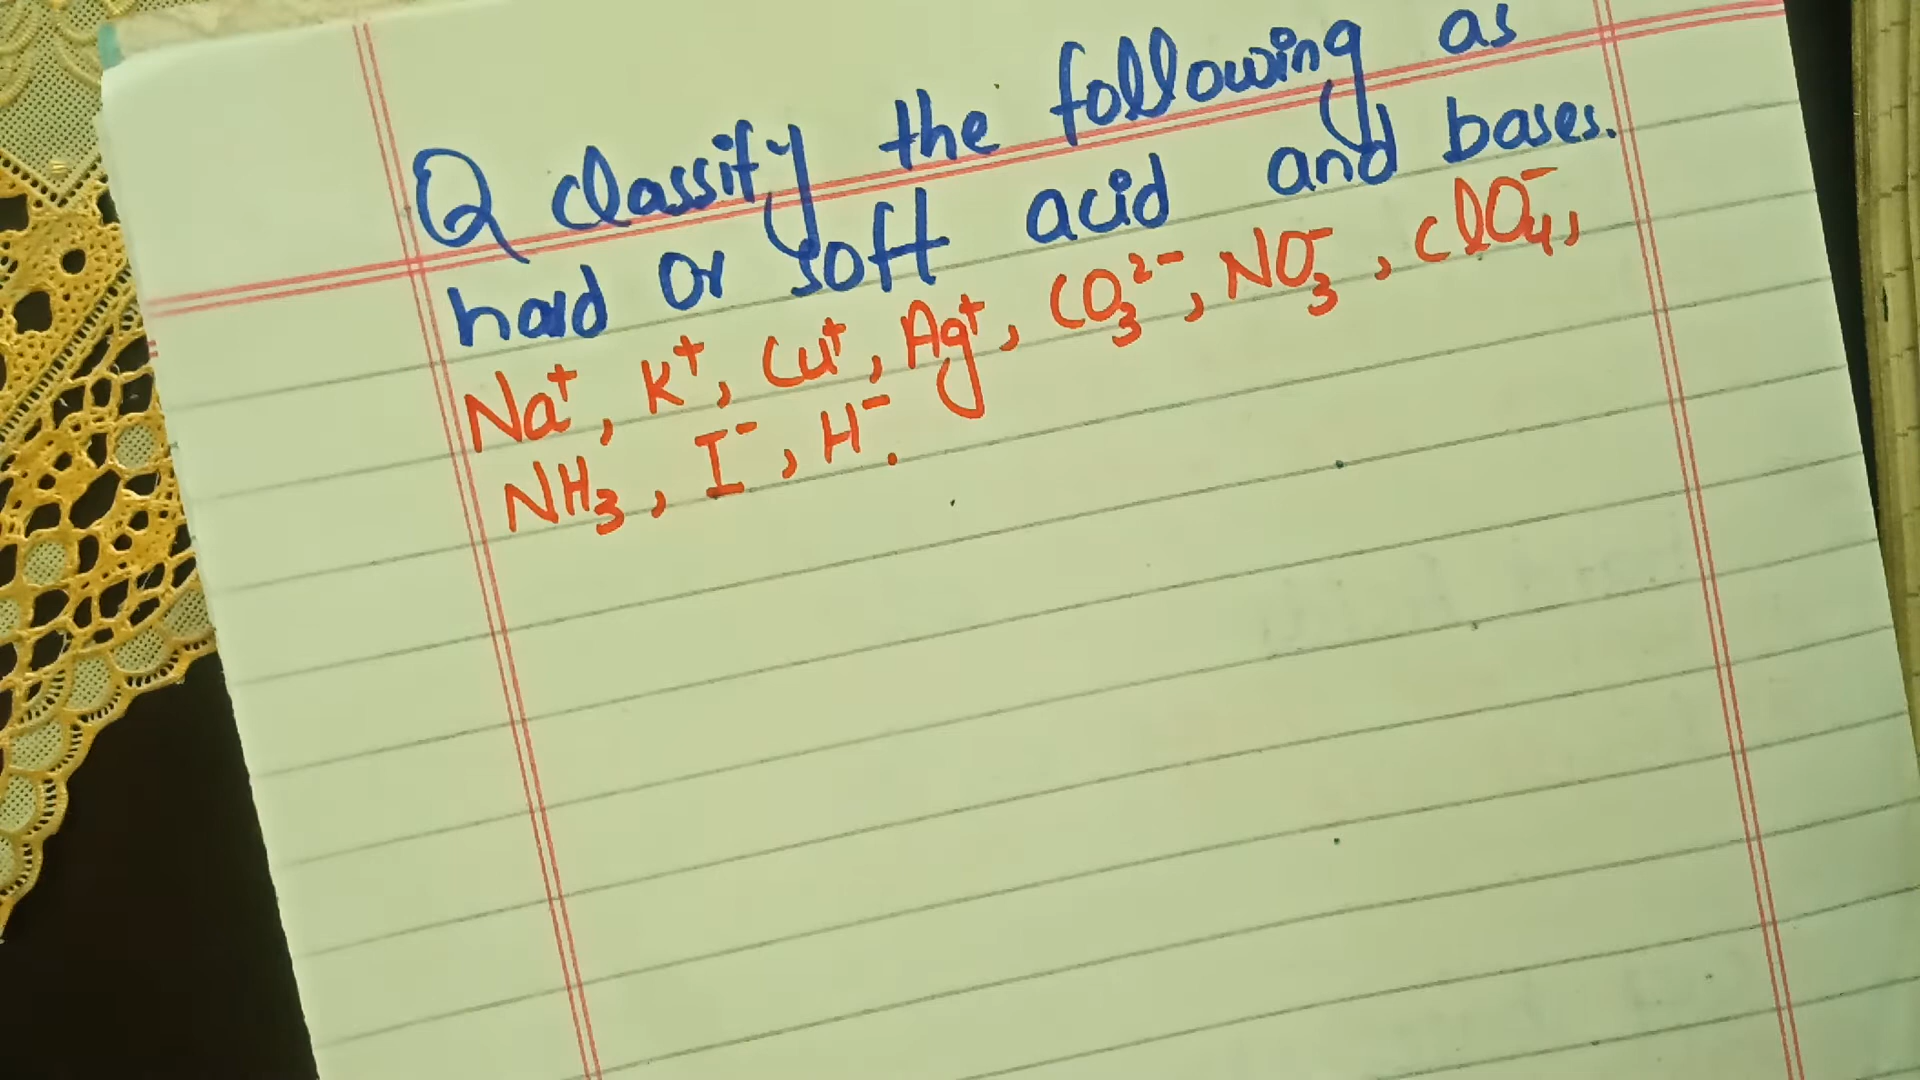 Q classify the following as
hard or soft acid and bases.
Na⁺, K⁺, Cu⁺, Ag⁺, CO₃²⁻, NO₃⁻, ClO₄⁻,
NH₃, I⁻, H⁻.